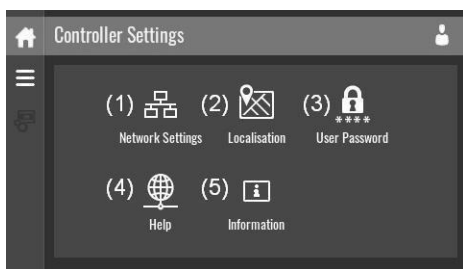 Controller Settings
(1) (2) (3)
****
Network Settings Localisation User Password
(4) (5) i
Help Information